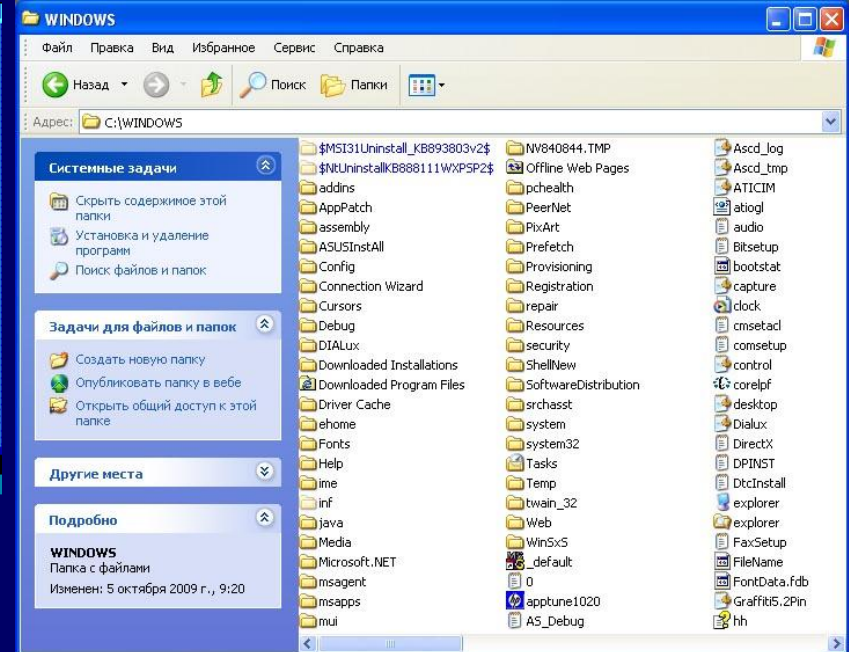 WINDOWS
Файл Правка Вид Избранное Сервис Справка
Назад Поиск Папки
Адрес: C:\WINDOWS
Системные задачи
Скрыть содержимое этой
папки
Установка и удаление
программ
Поиск файлов и папок
Задачи для файлов и папок
Создать новую папку
Опубликовать папку в вебе
Открыть общий доступ к этой
папке
Другие места
Подробно
WINDOWS
Папка с файлами
Изменен: 5 октября 2009 г., 9:20
$MSI31Uninstall_KB893803v2$
$NtUninstallKB888111WXPSP2$
addins
AppPatch
assembly
ASUSInstAll
Config
Connection Wizard
Cursors
Debug
DIALux
Downloaded Installations
Downloaded Program Files
Driver Cache
ehome
Fonts
Help
ime
inf
java
Media
Microsoft.NET
msagent
msapps
mui
NV840844.TMP
Offline Web Pages
pchealth
PeerNet
PixArt
Prefetch
Provisioning
Registration
repair
Resources
security
ShellNew
SoftwareDistribution
srchasst
system
system32
Tasks
Temp
twain_32
Web
WinSxS
_default
0
apptune1020
AS_Debug
Ascd_log
Ascd_tmp
ATICIM
atiogl
audio
Bitsetup
bootstat
capture
clock
cmsetacl
comsetup
control
corelpf
desktop
Dialux
DirectX
DPINST
DtcInstall
explorer
explorer
FaxSetup
FileName
FontData.fdb
Graffiti5.2Pin
hh